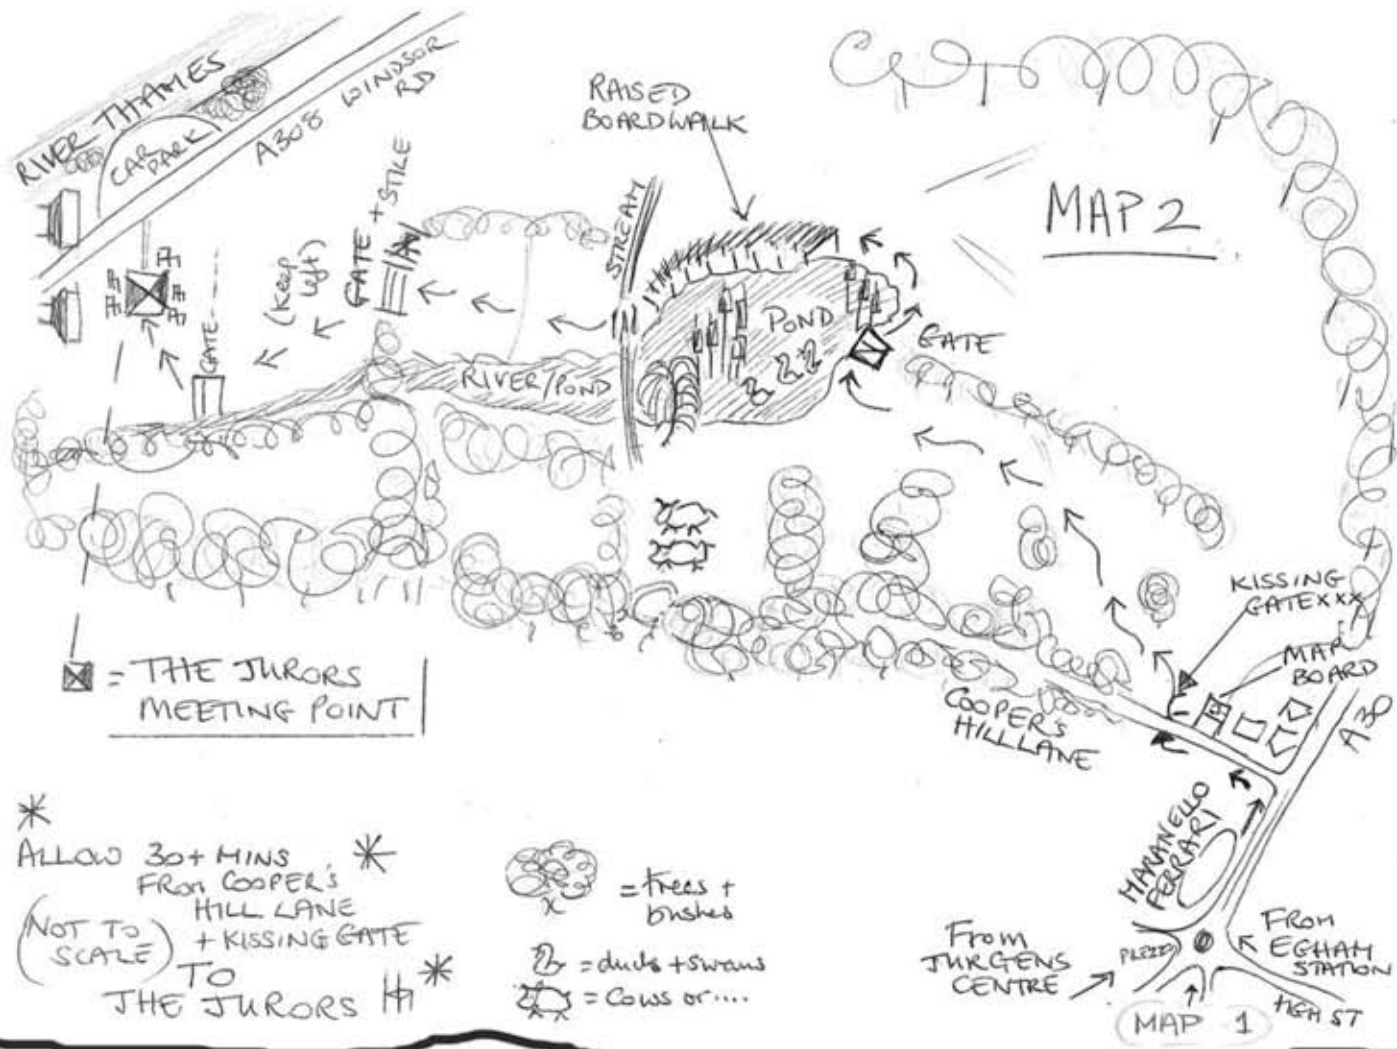 RIVER THAMES
CAR
PARK
A308 WINDSOR
RD
RAISED
BOARDWALK
MAP 2
STREAM
GATE + STILE
(KEEP
left)
GATE
POND
GATE
RIVER/POND
KISSING
GATE XXX
MAP
BOARD
= THE JURORS
MEETING POINT
COOPER'S
HILL LANE
A30
MARANELLO
FERRARI
* ALLOW 30+ MINS *
FROM COOPER'S
HILL LANE
+ KISSING GATE
TO
THE JURORS *
(NOT TO
SCALE)
= trees +
bushes
= ducks + swans
= Cows or....
From
JURGENS
CENTRE
FROM
EGHAM
STATION
HIGH ST
MAP 1